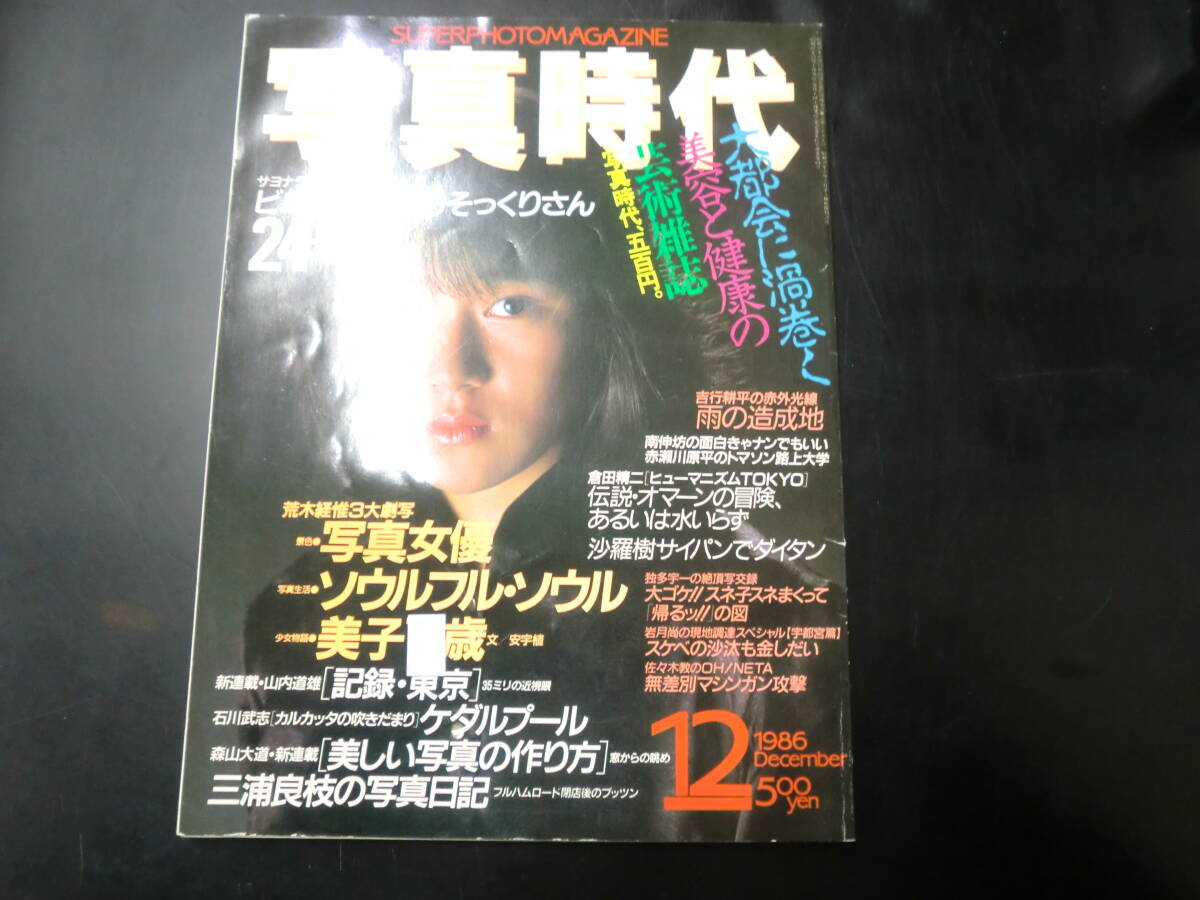 SUPERPHOTOMAGAZINE
写真時代
大都会に渦巻く
美容と健康の
芸術雑誌
写真時代、五百円。
サヨナ
ビ
そっくりさん
24
吉行耕平の赤外光線
雨の造成地
南伸坊の面白きゃナンでもいい
赤瀬川原平のトマソン路上大学
倉田精二[ヒューマニズムTOKYO]
伝説・オマーンの冒険、
あるいは水いらず
沙羅樹サイパンでダイタン
荒木経惟3大劇写
景色●写真女優
写真生活●ソウルフル・ソウル
少女物語●美子 歳 文/安宇植
独多字一の絶頂写交録
大ゴケ!!スネ子スネまくって
「帰るッ!!」の図
岩月尚の現地調達スペシャル【宇都宮篇】
スケベの沙汰も金しだい
佐々木教のOH!NETA
無差別マシンガン攻撃
新連載・山内道雄[記録・東京]35ミリの近視眼
石川武志[カルカッタの吹きだまり]ケダルプール
森山大道・新連載[美しい写真の作り方]窓からの眺め
三浦良枝の写真日記 フルハムロード閉店後のプッツン
12
1986
December
500
yen